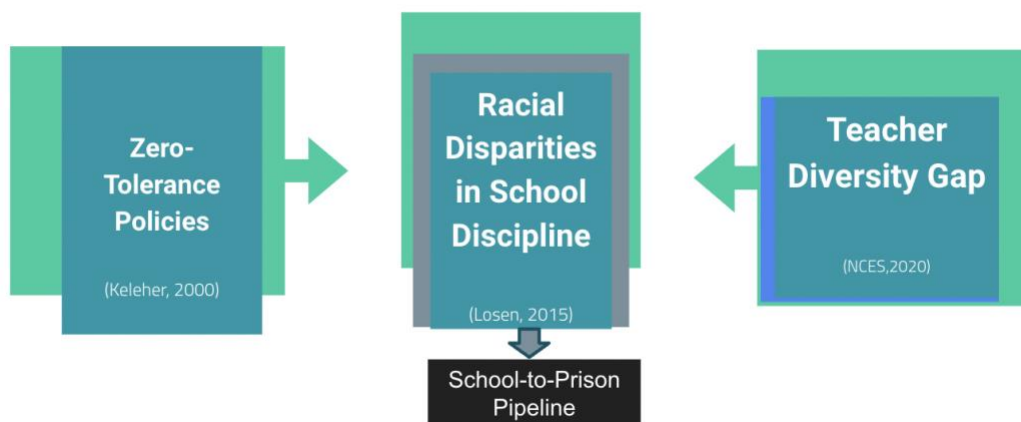 Zero-
Tolerance
Policies
(Keleher, 2000)
Racial
Disparities
in School
Discipline
(Losen, 2015)
School-to-Prison
Pipeline
Teacher
Diversity Gap
(NCES,2020)